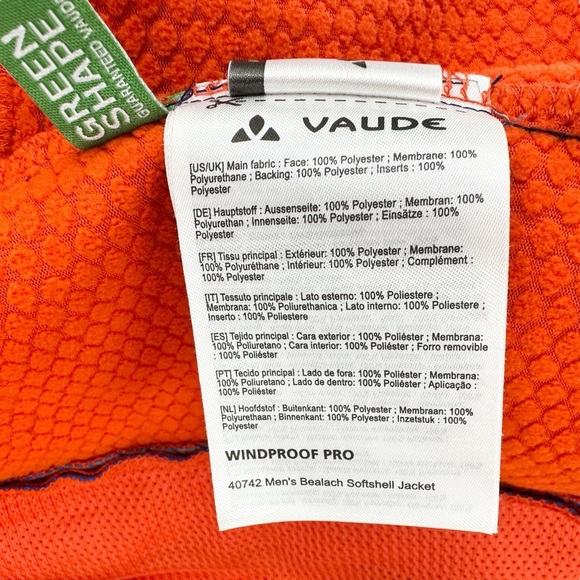 GREEN
SHAPE
GUARANTEED VAUDE
VAUDE
[US/UK] Main fabric : Face: 100% Polyester ; Membrane: 100%
Polyurethane ; Backing: 100% Polyester ; Inserts : 100%
Polyester
[DE] Hauptstoff : Aussenseite: 100% Polyester ; Membran: 100%
Polyurethan ; Innenseite: 100% Polyester ; Einsätze : 100%
Polyester
[FR] Tissu principal : Extérieur: 100% Polyester ; Membrane:
100% Polyuréthane ; Intérieur: 100% Polyester ; Complément :
100% Polyester
[IT] Tessuto principale : Lato esterno: 100% Poliestere ;
Membrana: 100% Poliurethanica ; Lato interno: 100% Poliestere ;
Inserto : 100% Poliestere
[ES] Tejido principal : Cara exterior : 100% Poliéster ; Membrana:
100% Poliuretano ; Cara interior: 100% Poliéster ; Forro removible
: 100% Poliéster
[PT] Tecido principal : Lado de fora: 100% Poliéster ; Membrana:
100% Poliuretano ; Lado de dentro: 100% Poliéster ; Aplicação :
100% Poliéster
[NL] Hoofdstof : Buitenkant: 100% Polyester ; Membraan: 100%
Polyurethaan ; Binnenkant: 100% Polyester ; Inzetstuk : 100%
Polyester
WINDPROOF PRO
40742 Men's Bealach Softshell Jacket